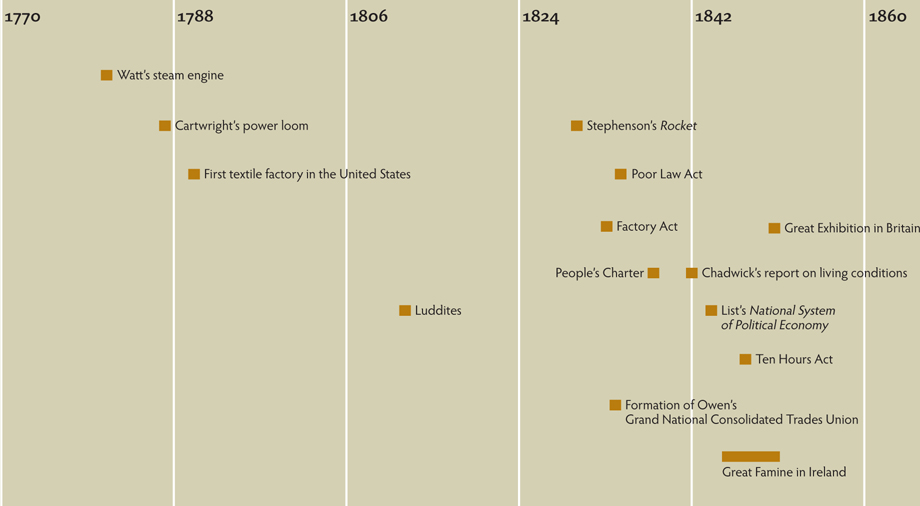 1770 1788 1806 1824 1842 1860
Watt's steam engine
Cartwright's power loom
Stephenson's Rocket
First textile factory in the United States
Poor Law Act
Factory Act
Great Exhibition in Britain
People's Charter
Chadwick's report on living conditions
Luddites
List's National System
of Political Economy
Ten Hours Act
Formation of Owen's
Grand National Consolidated Trades Union
Great Famine in Ireland